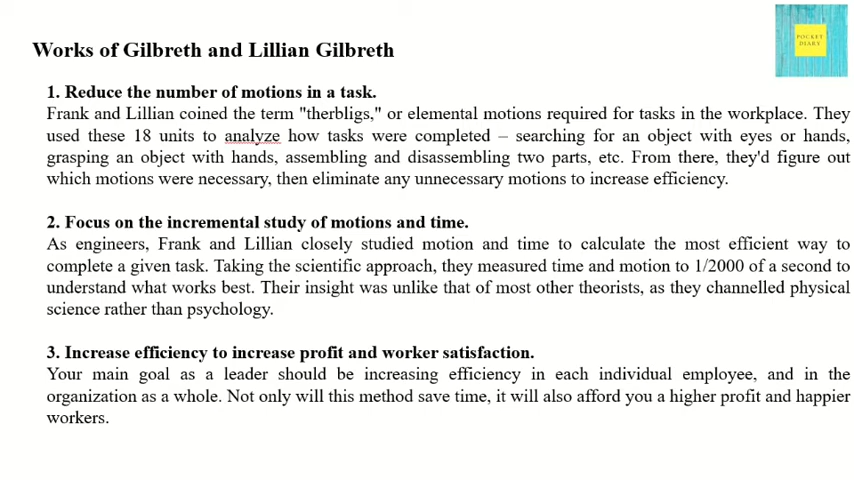 POCKET
DIARY
Works of Gilbreth and Lillian Gilbreth
1. Reduce the number of motions in a task.
Frank and Lillian coined the term "therbligs," or elemental motions required for tasks in the workplace. They
used these 18 units to analyze how tasks were completed – searching for an object with eyes or hands,
grasping an object with hands, assembling and disassembling two parts, etc. From there, they'd figure out
which motions were necessary, then eliminate any unnecessary motions to increase efficiency.
2. Focus on the incremental study of motions and time.
As engineers, Frank and Lillian closely studied motion and time to calculate the most efficient way to
complete a given task. Taking the scientific approach, they measured time and motion to 1/2000 of a second to
understand what works best. Their insight was unlike that of most other theorists, as they channelled physical
science rather than psychology.
3. Increase efficiency to increase profit and worker satisfaction.
Your main goal as a leader should be increasing efficiency in each individual employee, and in the
organization as a whole. Not only will this method save time, it will also afford you a higher profit and happier
workers.